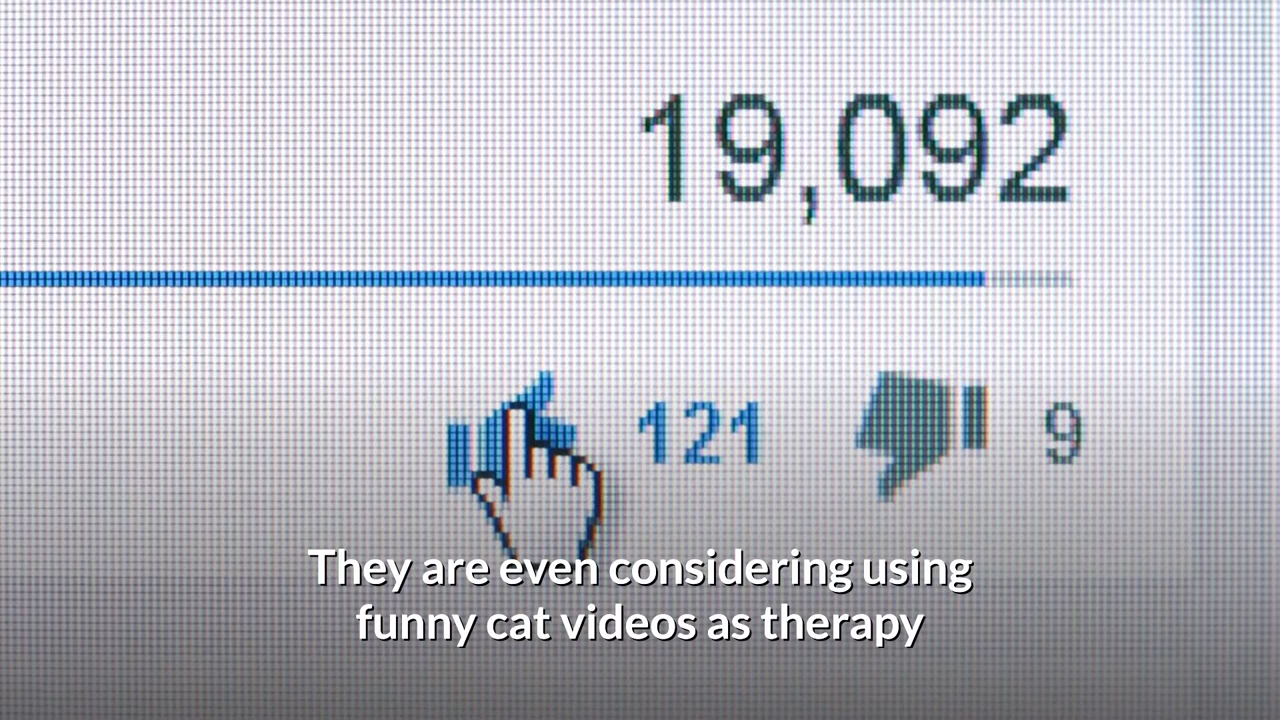 19,092
121 9
They are even considering using
funny cat videos as therapy